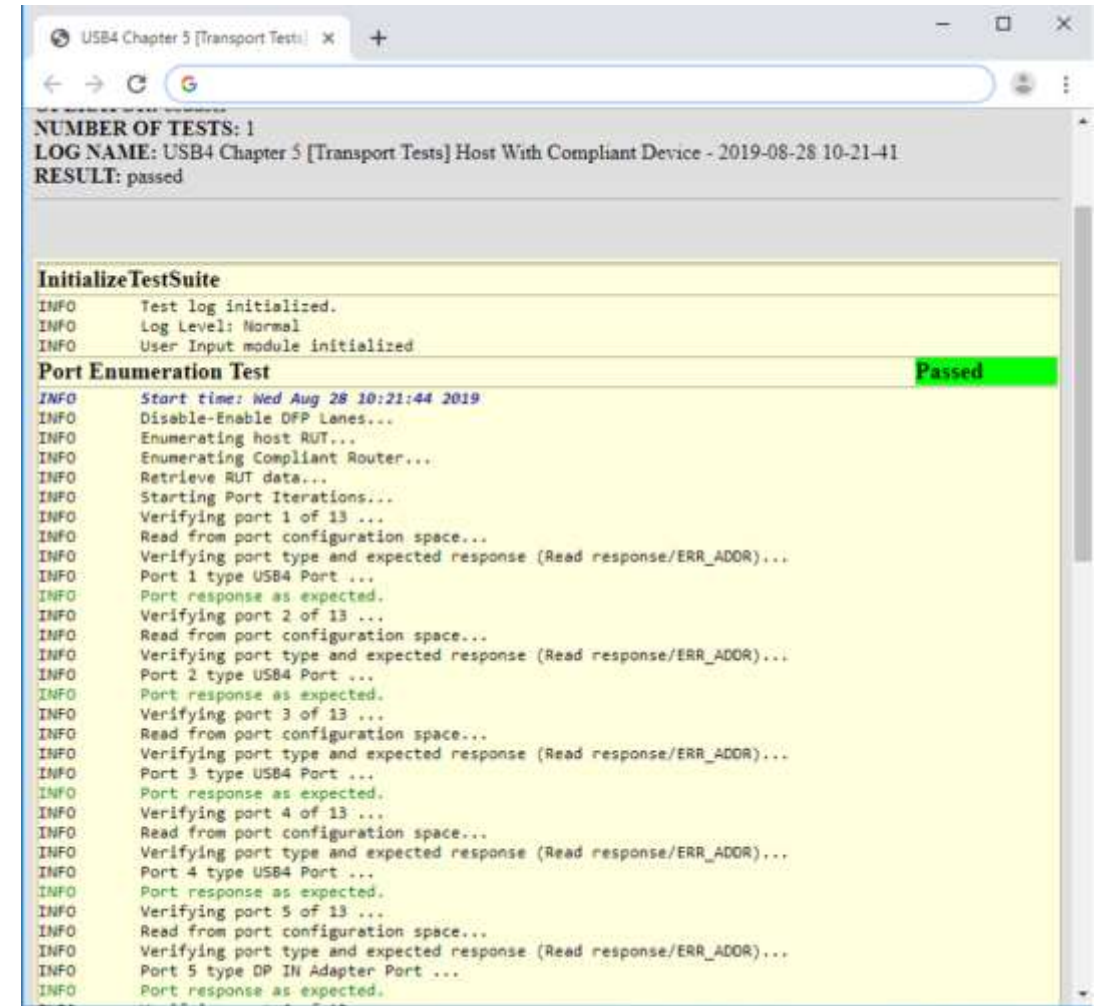 USB4 Chapter 5 [Transport Tests]
NUMBER OF TESTS: 1
LOG NAME: USB4 Chapter 5 [Transport Tests] Host With Compliant Device - 2019-08-28 10-21-41
RESULT: passed
InitializeTestSuite
INFO Test log initialized.
INFO Log Level: Normal
INFO User Input module initialized
Port Enumeration Test Passed
INFO Start time: Wed Aug 28 10:21:44 2019
INFO Disable-Enable DFP Lanes...
INFO Enumerating host RUT...
INFO Enumerating Compliant Router...
INFO Retrieve RUT data...
INFO Starting Port Iterations...
INFO Verifying port 1 of 13 ...
INFO Read from port configuration space...
INFO Verifying port type and expected response (Read response/ERR_ADDR)...
INFO Port 1 type USB4 Port ...
INFO Port response as expected.
INFO Verifying port 2 of 13 ...
INFO Read from port configuration space...
INFO Verifying port type and expected response (Read response/ERR_ADDR)...
INFO Port 2 type USB4 Port ...
INFO Port response as expected.
INFO Verifying port 3 of 13 ...
INFO Read from port configuration space...
INFO Verifying port type and expected response (Read response/ERR_ADDR)...
INFO Port 3 type USB4 Port ...
INFO Port response as expected.
INFO Verifying port 4 of 13 ...
INFO Read from port configuration space...
INFO Verifying port type and expected response (Read response/ERR_ADDR)...
INFO Port 4 type USB4 Port ...
INFO Port response as expected.
INFO Verifying port 5 of 13 ...
INFO Read from port configuration space...
INFO Verifying port type and expected response (Read response/ERR_ADDR)...
INFO Port 5 type DP IN Adapter Port ...
INFO Port response as expected.